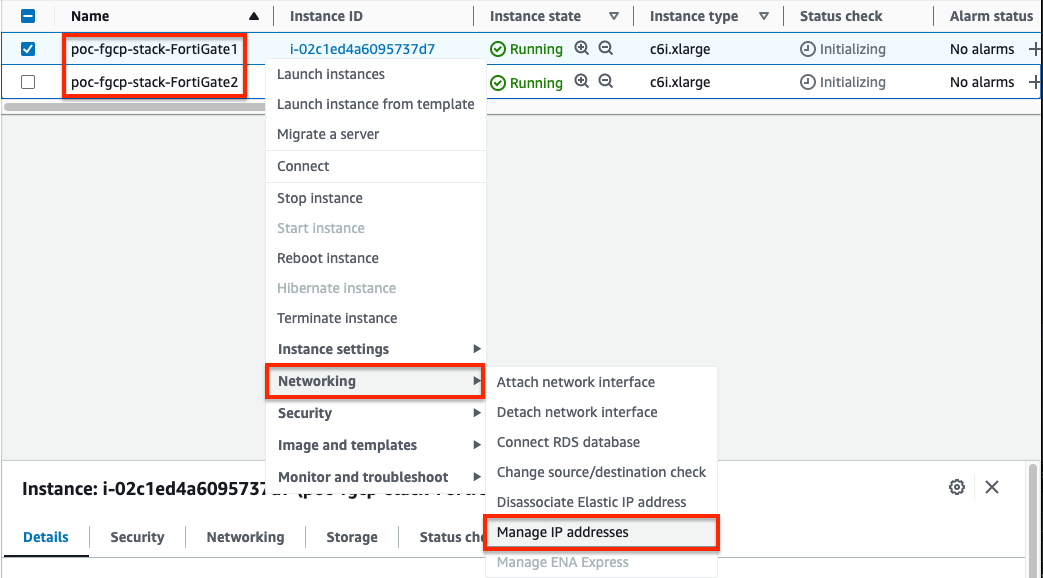 Name Instance ID Instance state Instance type Status check Alarm status
poc-fgcp-stack-FortiGate1 i-02c1ed4a6095737d7 Running c6i.xlarge Initializing No alarms
poc-fgcp-stack-FortiGate2 Running c6i.xlarge Initializing No alarms
Launch instances
Launch instance from template
Migrate a server
Connect
Stop instance
Start instance
Reboot instance
Hibernate instance
Terminate instance
Instance settings
Networking
Security
Image and templates
Monitor and troubleshoot
Attach network interface
Detach network interface
Connect RDS database
Change source/destination check
Disassociate Elastic IP address
Manage IP addresses
Manage ENA Express
Instance: i-02c1ed4a6095737
Details Security Networking Storage Status